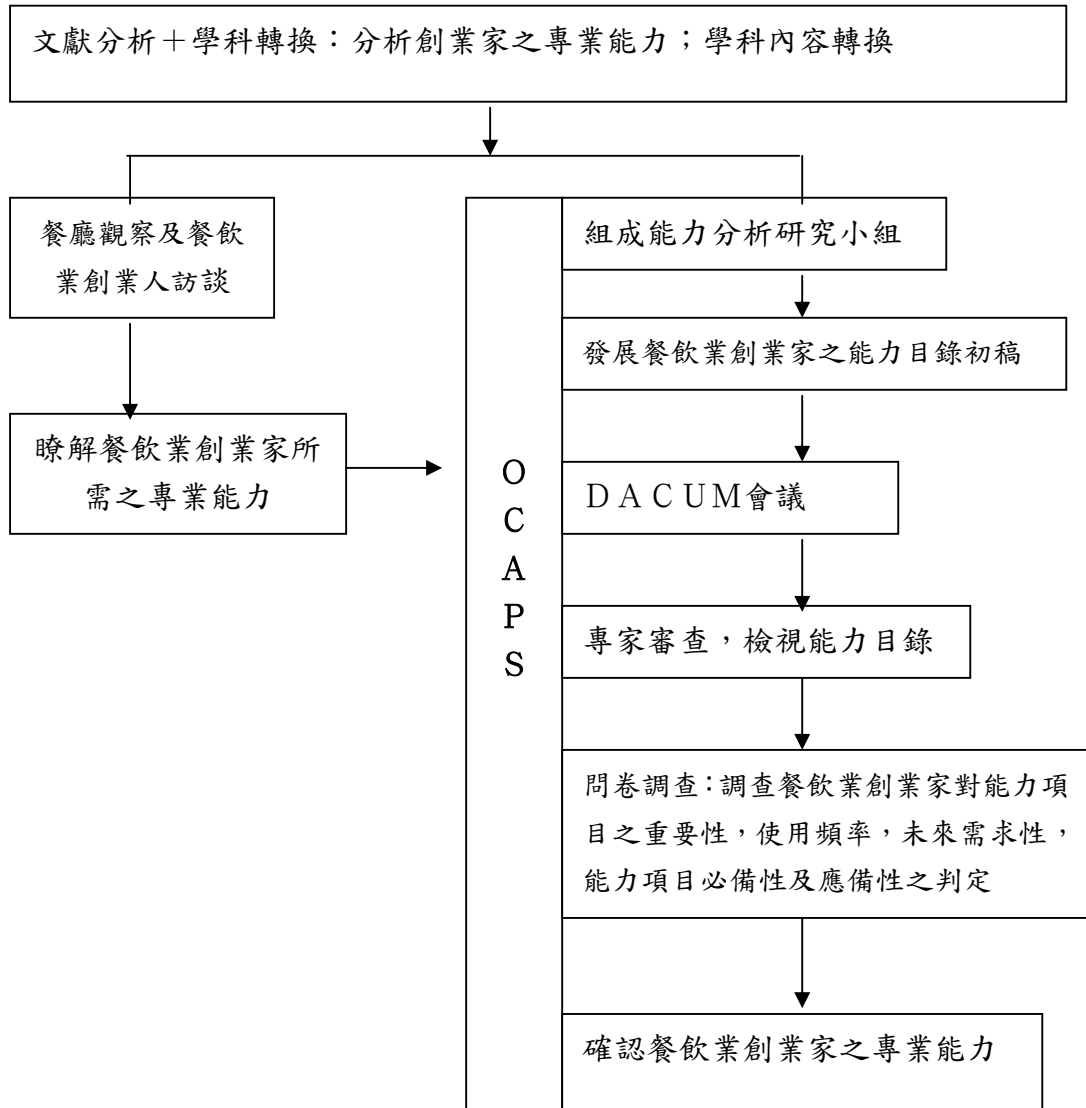 文獻分析＋學科轉換：分析創業家之專業能力；學科內容轉換
餐廳觀察及餐飲
業創業人訪談
瞭解餐飲業創業家所
需之專業能力
O
C
A
P
S
組成能力分析研究小組
發展餐飲業創業家之能力目錄初稿
ＤＡＣＵＭ會議
專家審查，檢視能力目錄
問卷調查：調查餐飲業創業家對能力項
目之重要性，使用頻率，未來需求性，
能力項目必備性及應備性之判定
確認餐飲業創業家之專業能力